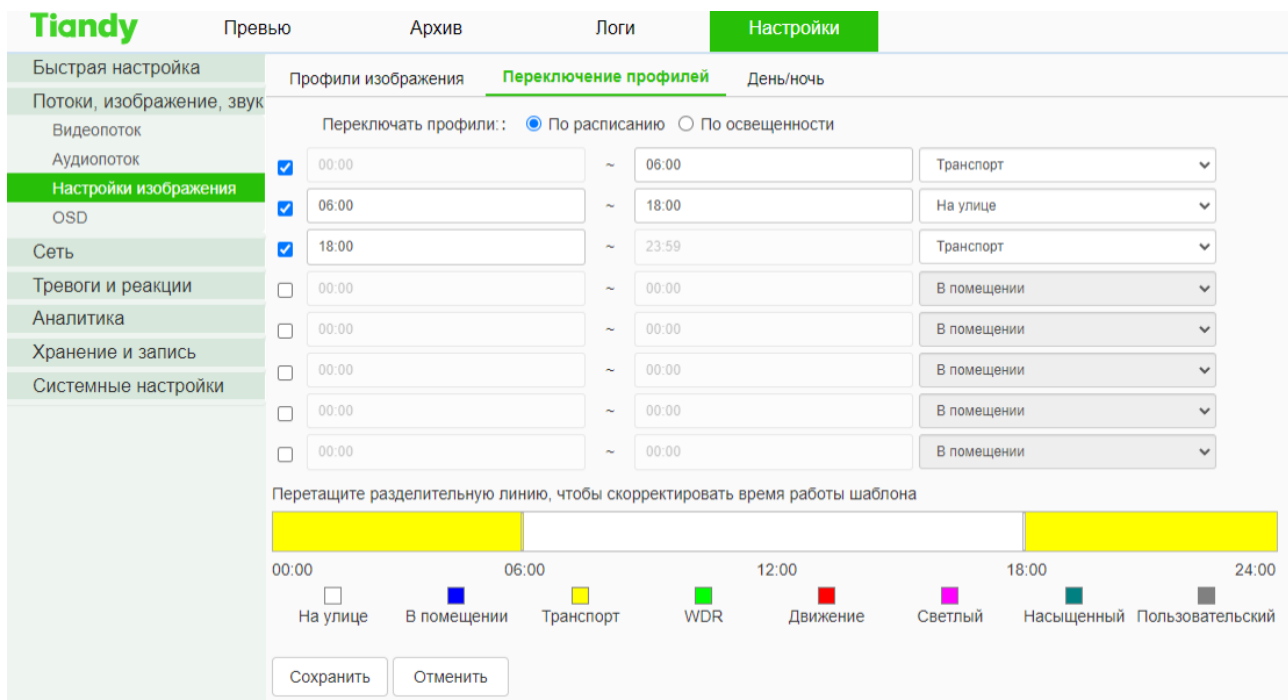 Tiandy Превью Архив Логи Настройки
Быстрая настройка
Потоки, изображение, звук
Видеопоток
Аудиопоток
Настройки изображения
OSD
Сеть
Тревоги и реакции
Аналитика
Хранение и запись
Системные настройки
Профили изображения Переключение профилей День/ночь
Переключать профили:: По расписанию По освещенности
00:00 ~ 06:00 Транспорт
06:00 ~ 18:00 На улице
18:00 ~ 23:59 Транспорт
00:00 ~ 00:00 В помещении
00:00 ~ 00:00 В помещении
00:00 ~ 00:00 В помещении
00:00 ~ 00:00 В помещении
00:00 ~ 00:00 В помещении
Перетащите разделительную линию, чтобы скорректировать время работы шаблона
00:00 06:00 12:00 18:00 24:00
На улице В помещении Транспорт WDR Движение Светлый Насыщенный Пользовательский
Сохранить Отменить